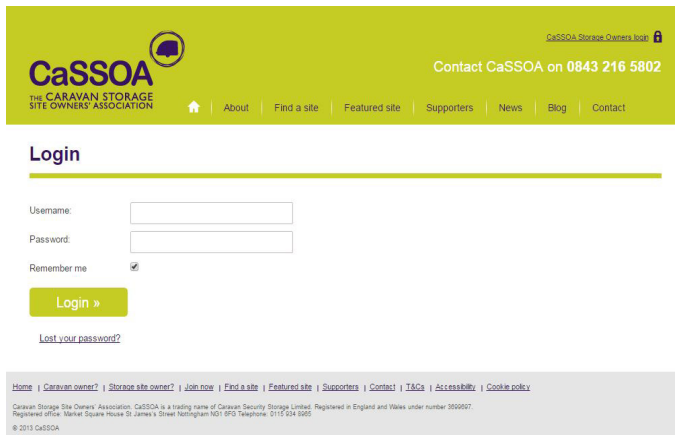 CaSSOA Storage Owners login
CaSSOA
THE CARAVAN STORAGE
SITE OWNERS' ASSOCIATION
Contact CaSSOA on 0843 216 5802
About | Find a site | Featured site | Supporters | News | Blog | Contact
Login
Username:
Password:
Remember me
Login »
Lost your password?
Home | Caravan owner? | Storage site owner? | Join now | Find a site | Featured site | Supporters | Contact | T&Cs | Accessibility | Cookie policy
Caravan Storage Site Owners' Association. CaSSOA is a trading name of Caravan Security Storage Limited. Registered in England and Wales under number 3699697.
Registered office: Market Square House St James's Street Nottingham NG1 6FG Telephone: 0115 934 5965
© 2013 CaSSOA